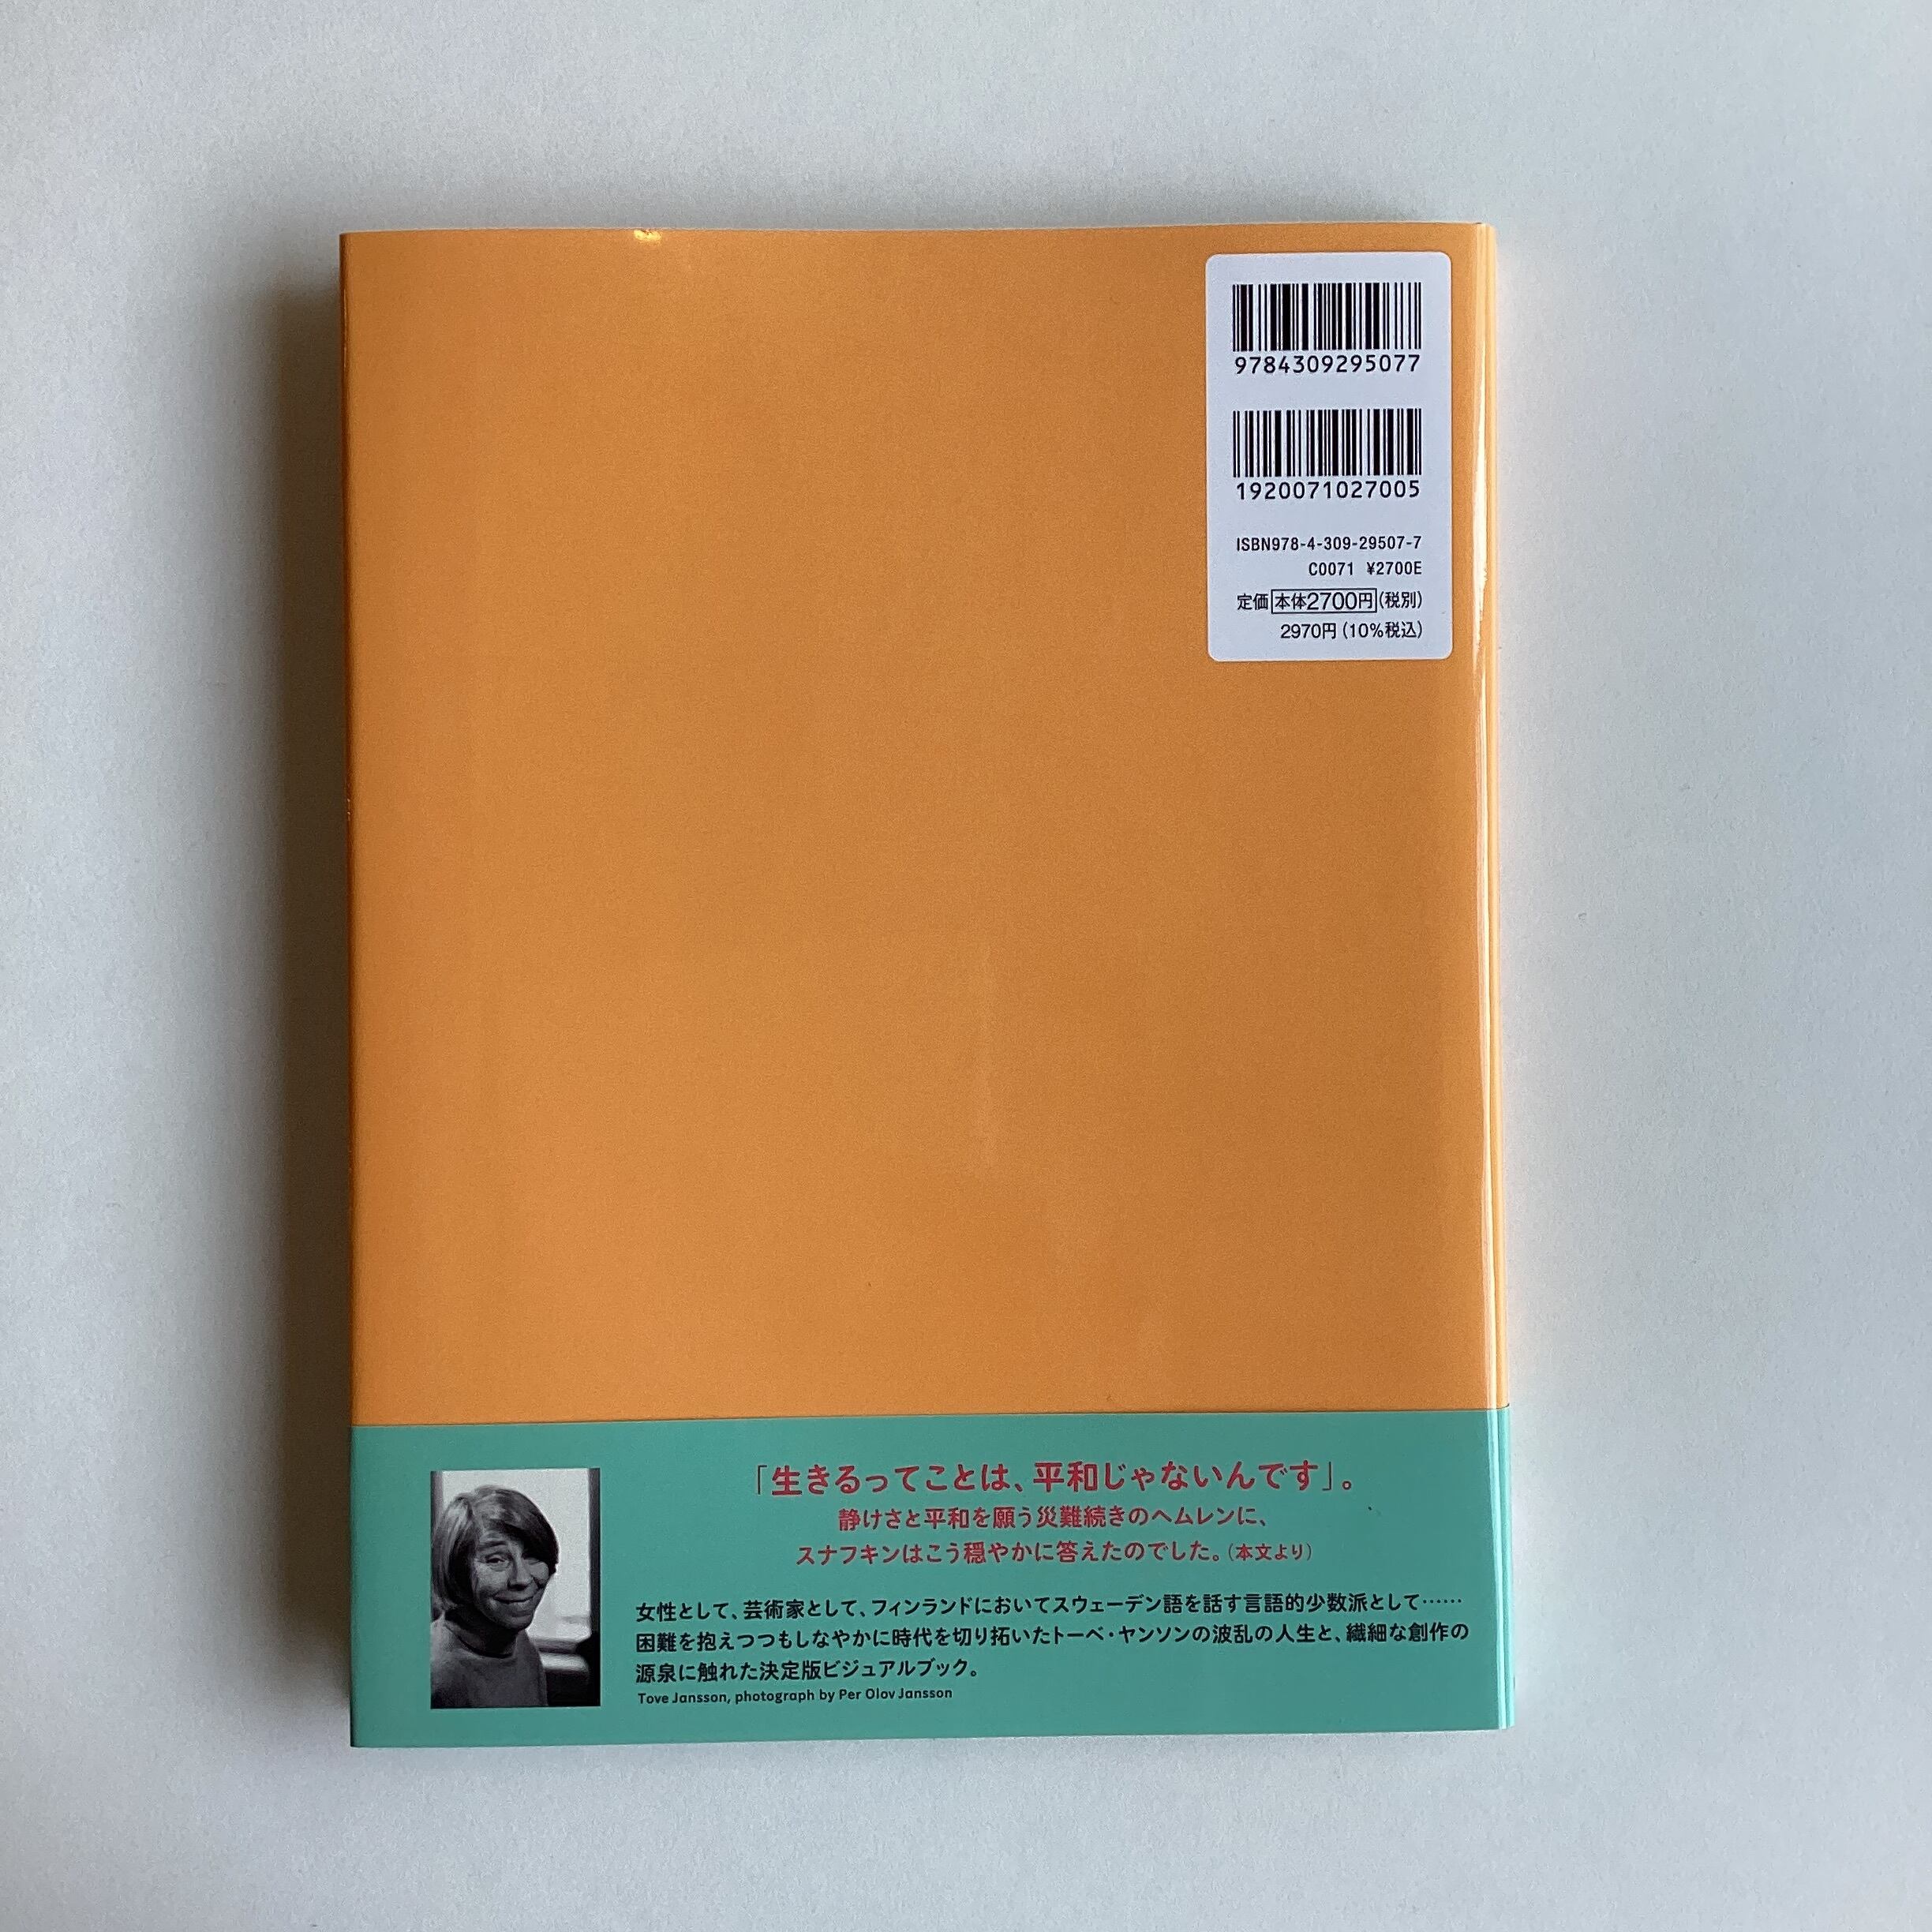 9784309295077
1920071027005
ISBN978-4-309-29507-7
C0071 ¥2700E
定価本体2700円(税別)
2970円(10%税込)
「生きるってことは、平和じゃないんです」。
静けさと平和を願う災難続きのヘムレンに、
スナフキンはこう穏やかに答えたのでした。(本文より)
女性として、芸術家として、フィンランドにおいてスウェーデン語を話す言語的少数派として……
困難を抱えつつもしなやかに時代を切り拓いたトーベ・ヤンソンの波乱の人生と、繊細な創作の
源泉に触れた決定版ビジュアルブック。
Tove Jansson, photograph by Per Olov Jansson